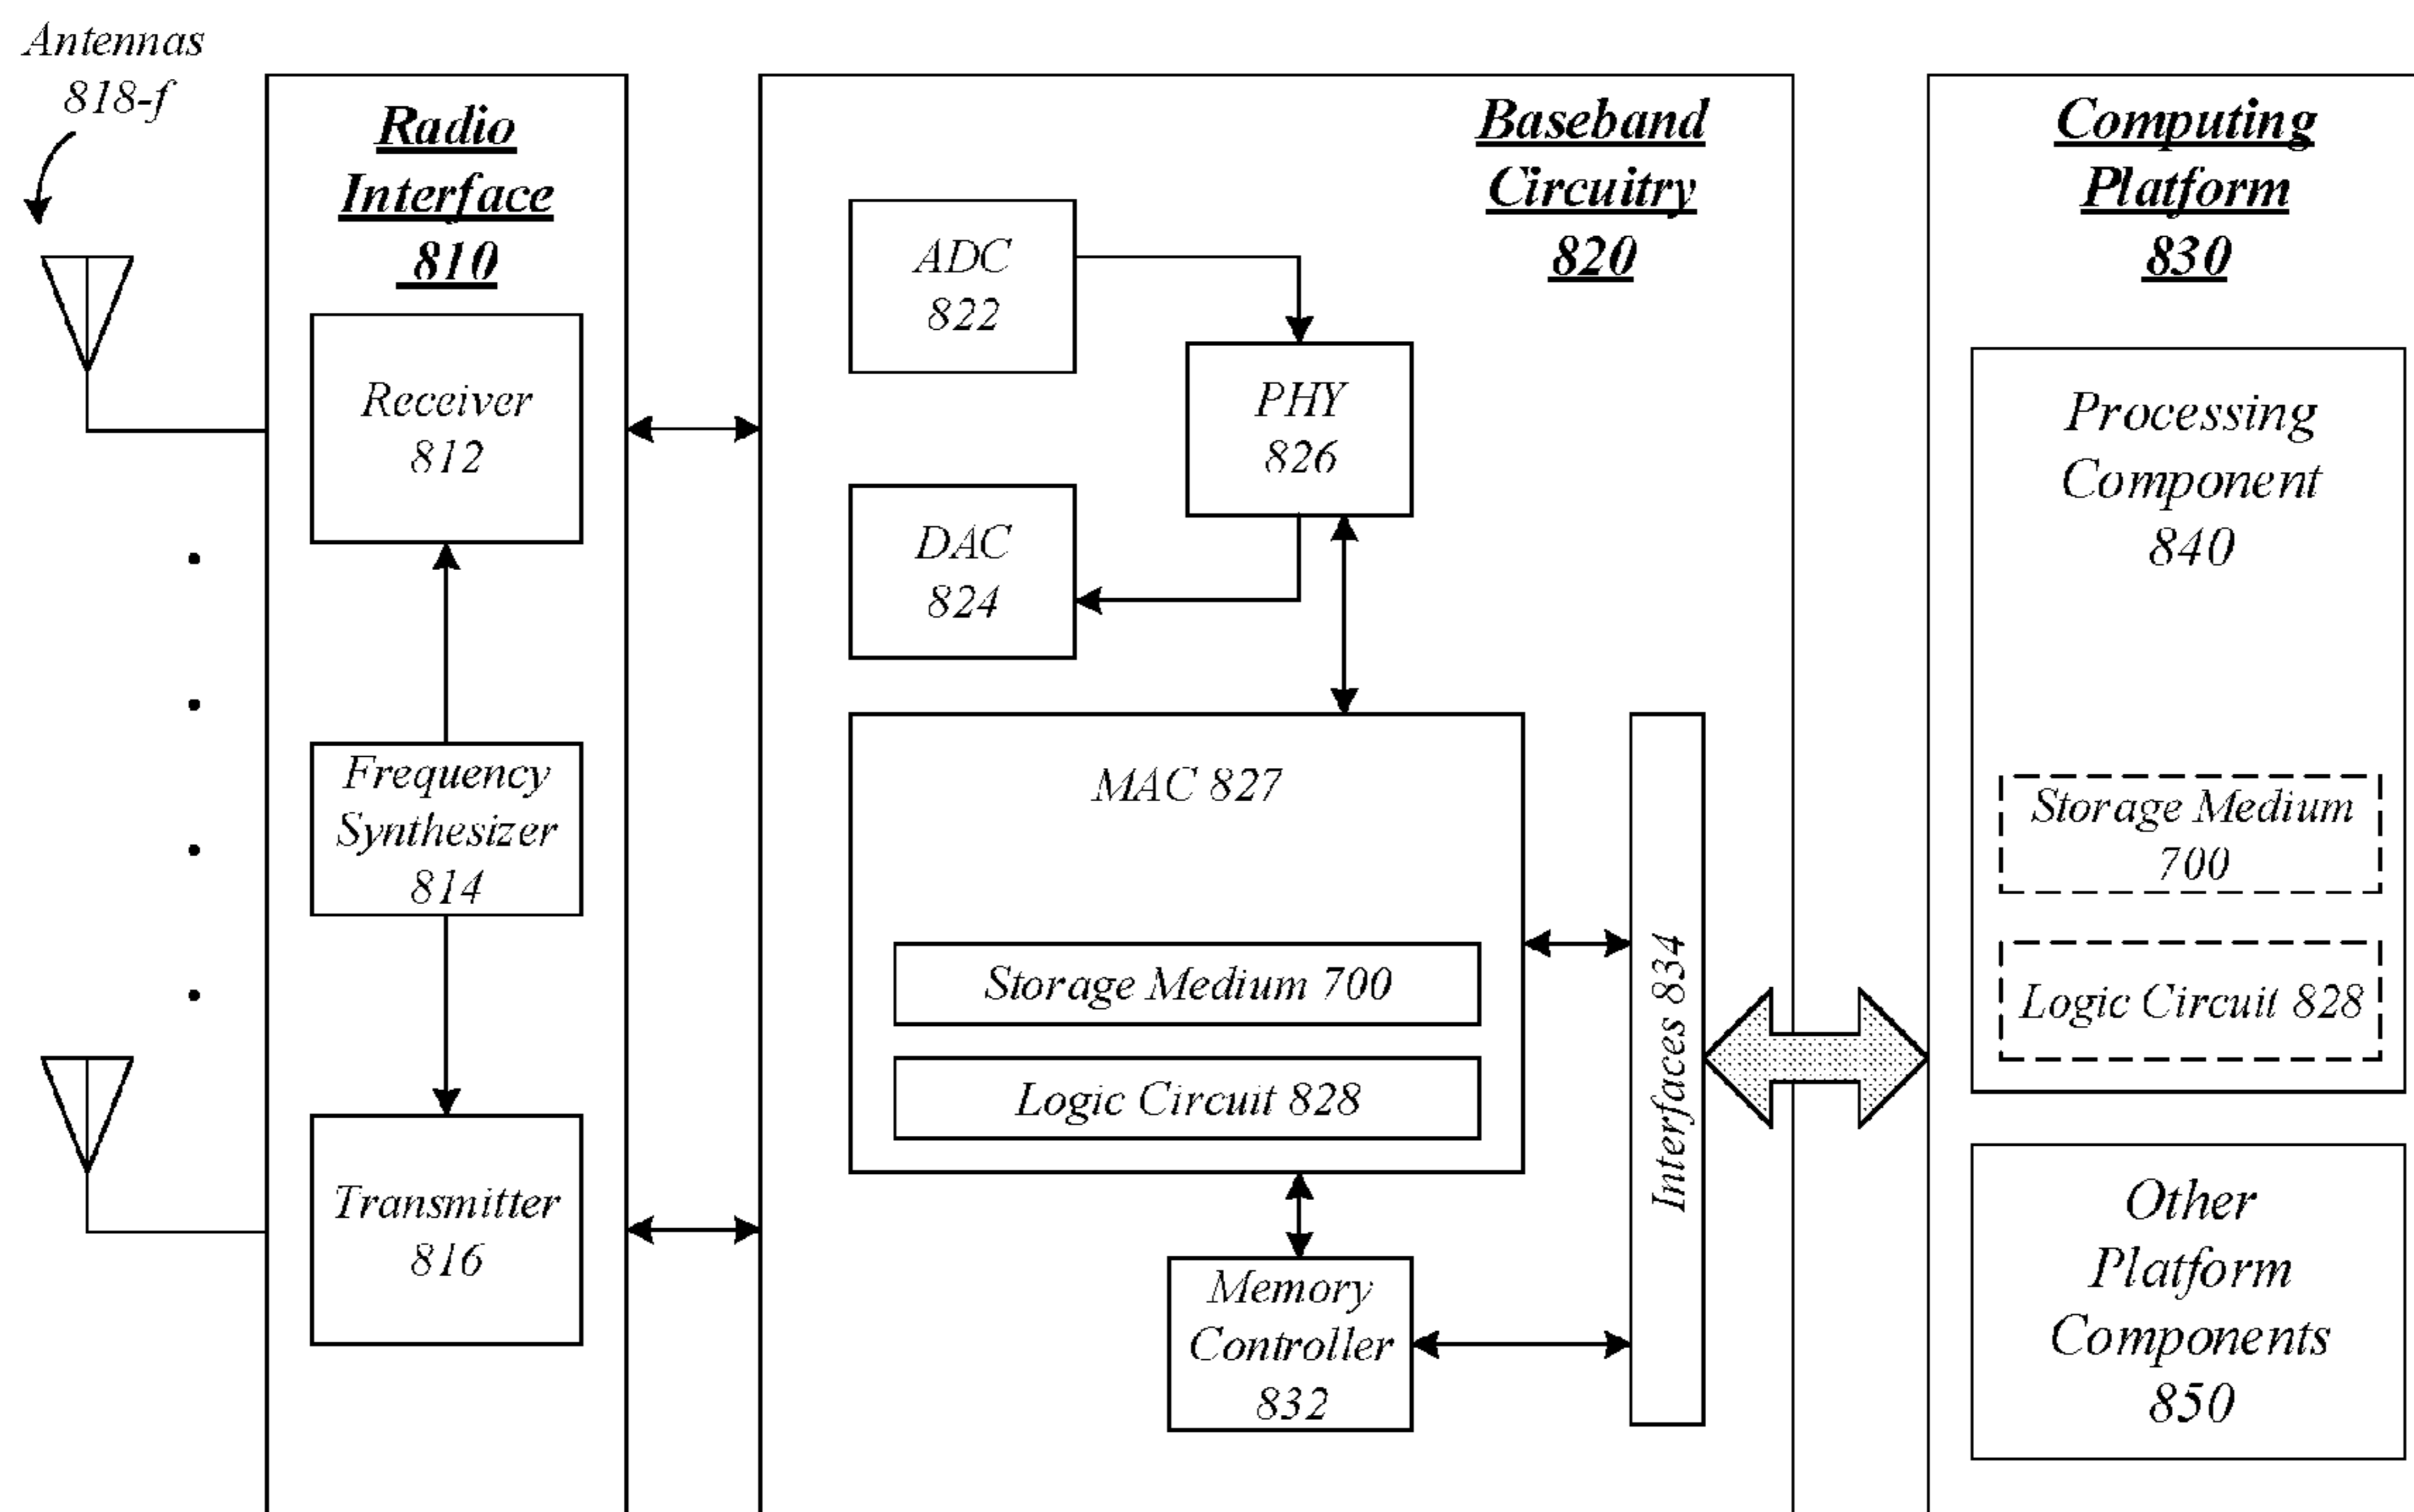 Antennas
818-f
Radio
Interface
810
Receiver
812
Frequency
Synthesizer
814
Transmitter
816
Baseband
Circuitry
820
ADC
822
PHY
826
DAC
824
MAC 827
Storage Medium 700
Logic Circuit 828
Memory
Controller
832
Interfaces 834
Computing
Platform
830
Processing
Component
840
Storage Medium
700
Logic Circuit 828
Other
Platform
Components
850